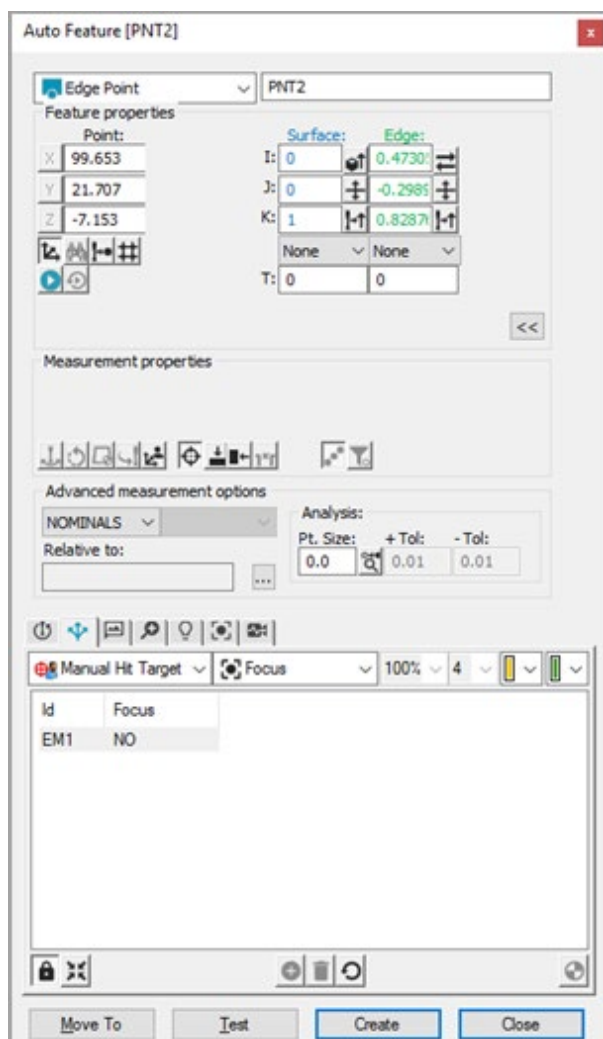 Auto Feature [PNT2]
x
Edge Point PNT2
Feature properties
Point: Surface: Edge:
X 99.653 I: 0 0.4730
Y 21.707 J: 0 -0.2989
Z -7.153 K: 1 0.8287
None None
T: 0 0
<<
Measurement properties
Advanced measurement options
NOMINALS
Analysis:
Pt. Size: + Tol: - Tol:
Relative to:
0.0 0.01 0.01
...
Manual Hit Target Focus 100% 4
Id Focus
EM1 NO
Move To Test Create Close